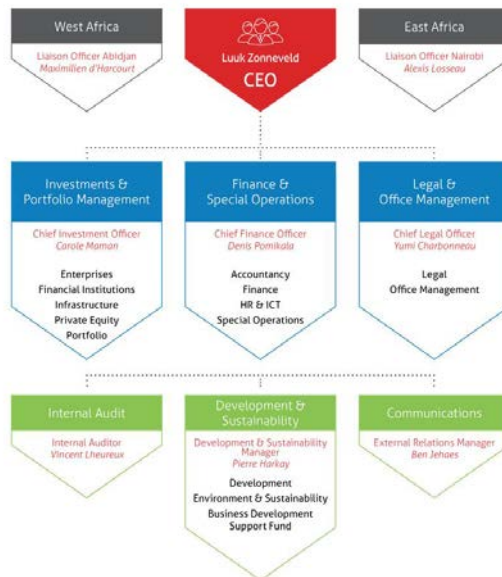 West Africa
Liaison Officer Abidjan
Maximilien d'Harcourt
Luuk Zonneveld
CEO
East Africa
Liaison Officer Nairobi
Alexis Losseau
Investments &
Portfolio Management
Chief Investment Officer
Carole Maman
Enterprises
Financial Institutions
Infrastructure
Private Equity
Portfolio
Finance &
Special Operations
Chief Finance Officer
Denis Pomikala
Accountancy
Finance
HR & ICT
Special Operations
Legal &
Office Management
Chief Legal Officer
Yumi Charbonneau
Legal
Office Management
Internal Audit
Internal Auditor
Vincent Lheureux
Development &
Sustainability
Development & Sustainability
Manager
Pierre Harkay
Development
Environment & Sustainability
Business Development
Support Fund
Communications
External Relations Manager
Ben Jehaes